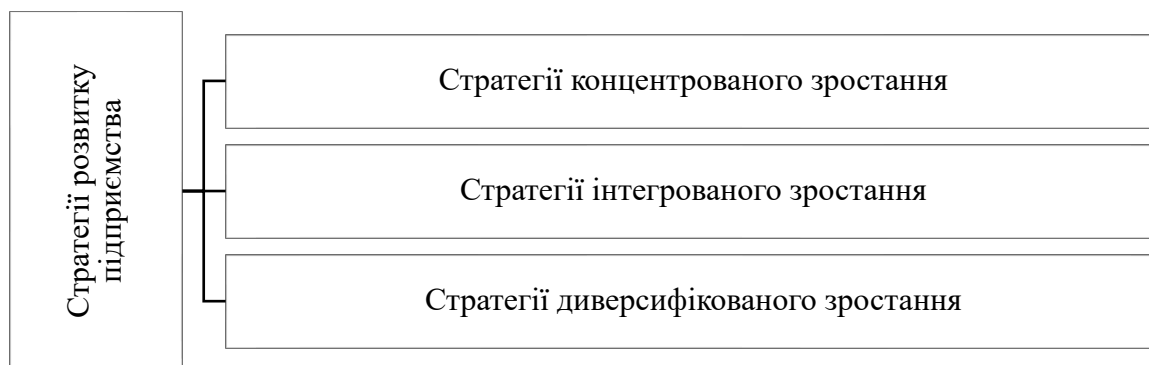 Стратегії розвитку
підприємства
Стратегії концентрованого зростання
Стратегії інтегрованого зростання
Стратегії диверсифікованого зростання